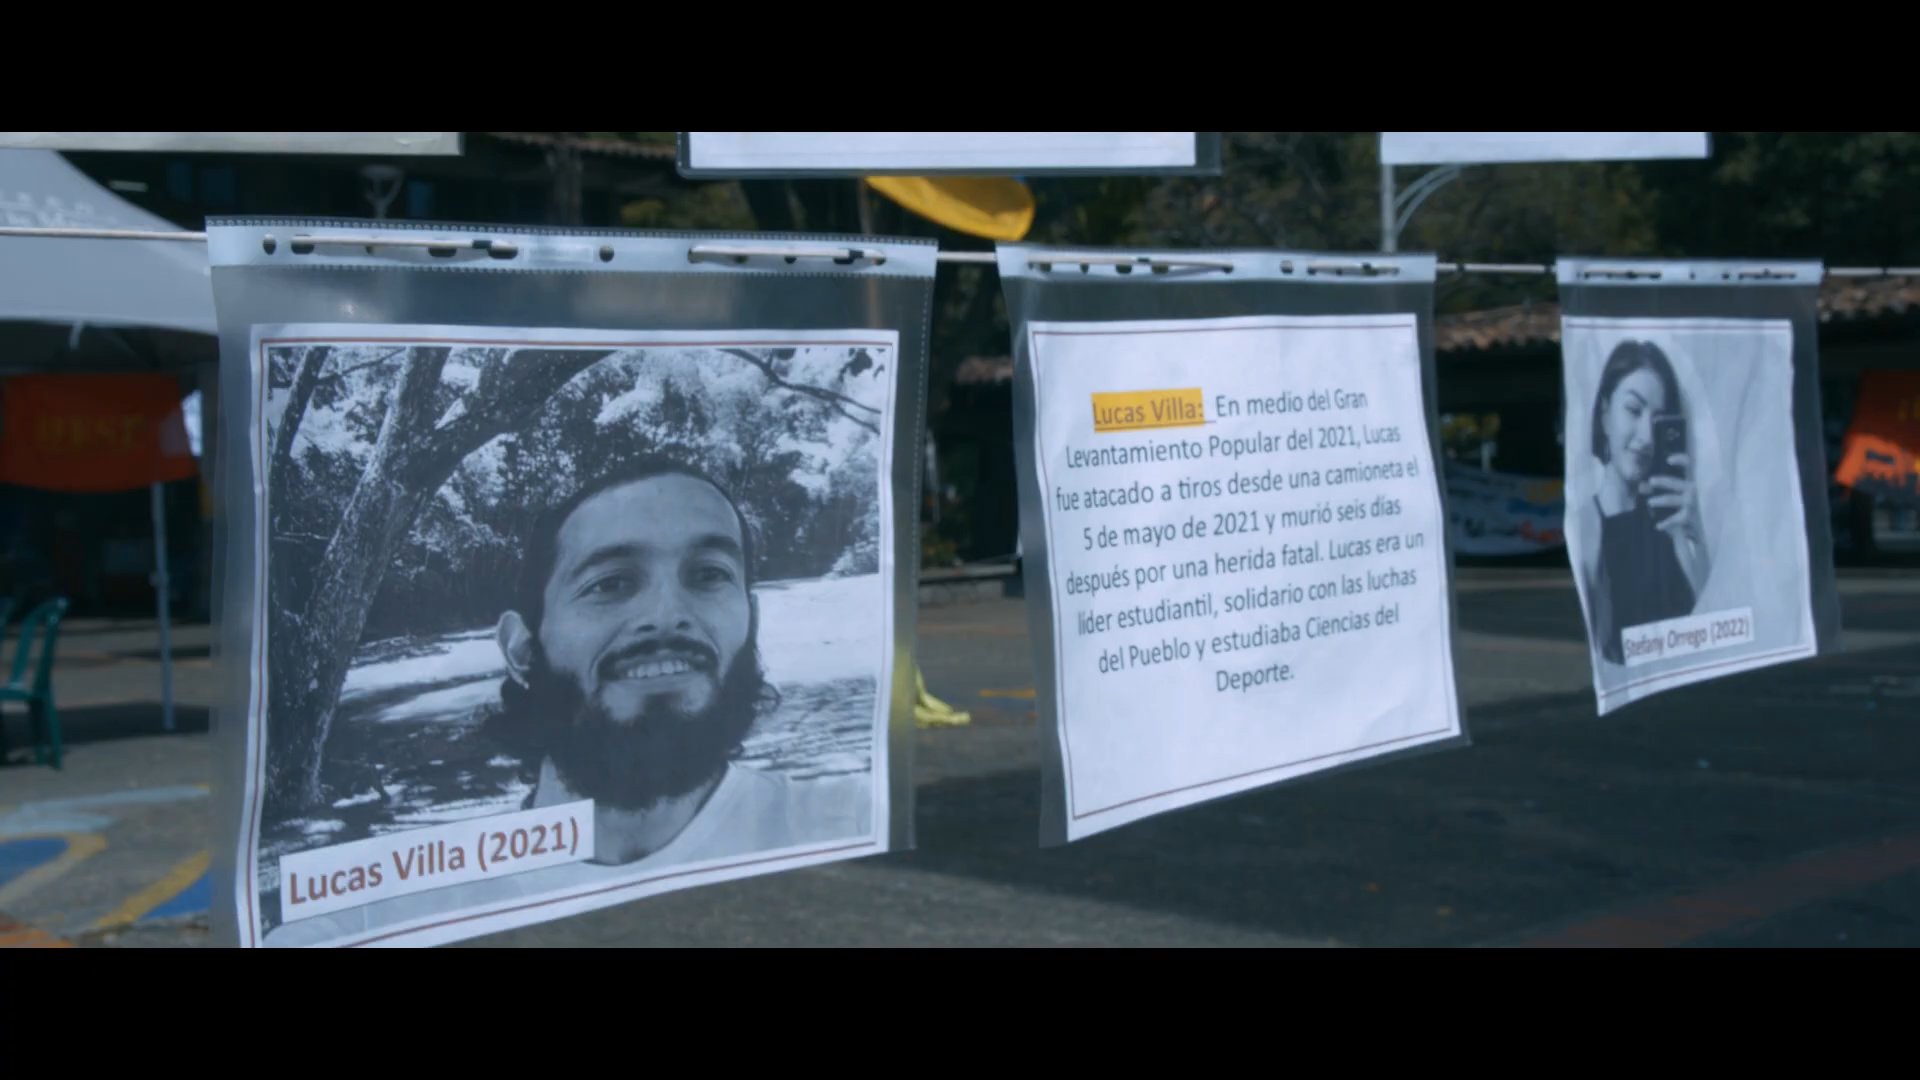 Lucas Villa (2021)
Lucas Villa: En medio del Gran
Levantamiento Popular del 2021, Lucas
fue atacado a tiros desde una camioneta el
5 de mayo de 2021 y murió seis días
después por una herida fatal. Lucas era un
líder estudiantil, solidario con las luchas
del Pueblo y estudiaba Ciencias del
Deporte.
Stefany Orrego (2022)